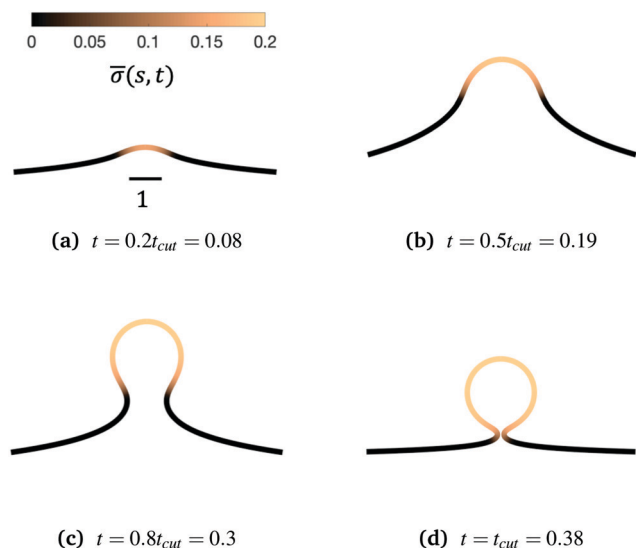 0 0.05 0.1 0.15 0.2
σ̅(s, t)
1
(a) t = 0.2t_cut = 0.08
(b) t = 0.5t_cut = 0.19
(c) t = 0.8t_cut = 0.3
(d) t = t_cut = 0.38